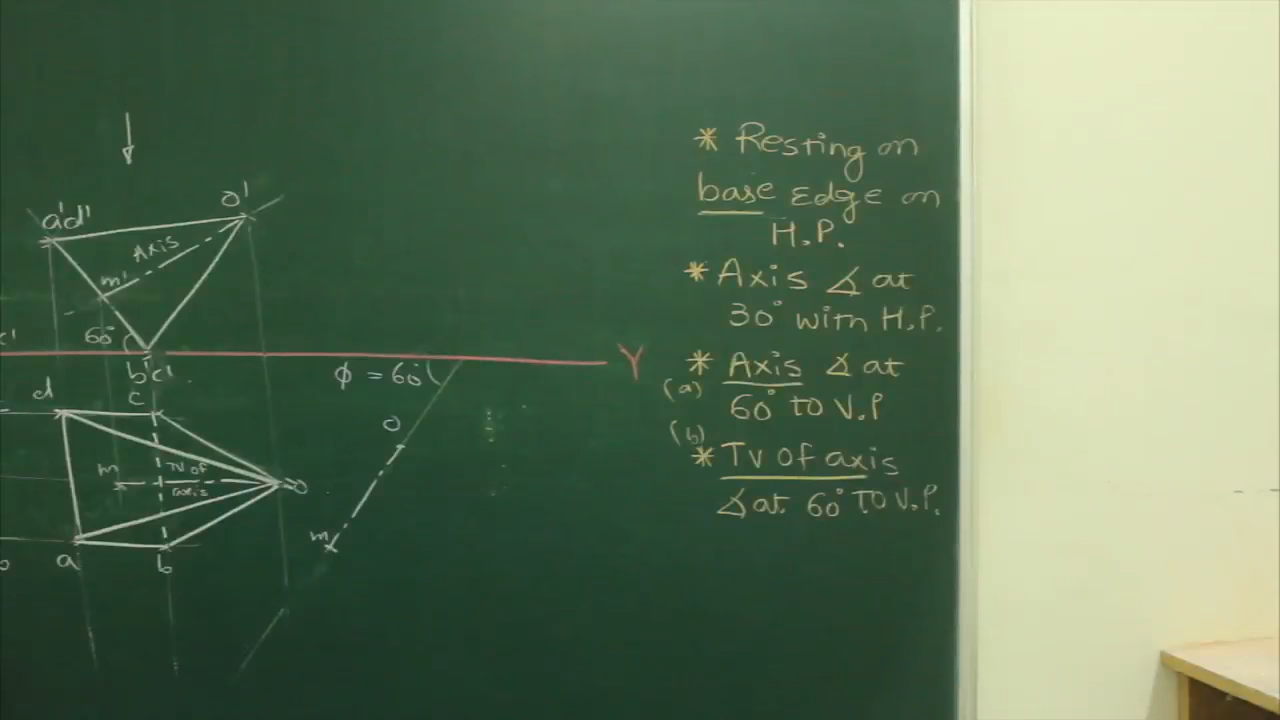 * Resting on
base Edge on
H.P.
* Axis ∡ at
30° with H.P.
* Axis ∡ at
(a) 60° TO V.P
(b)
* TV of axis
∡ at 60° TO V.P.
o'
a'd'
Axis
m'
60°
c'
Y
b'c'
ϕ = 60°
d
c
o
m
TV of
axis
o
m
a
b